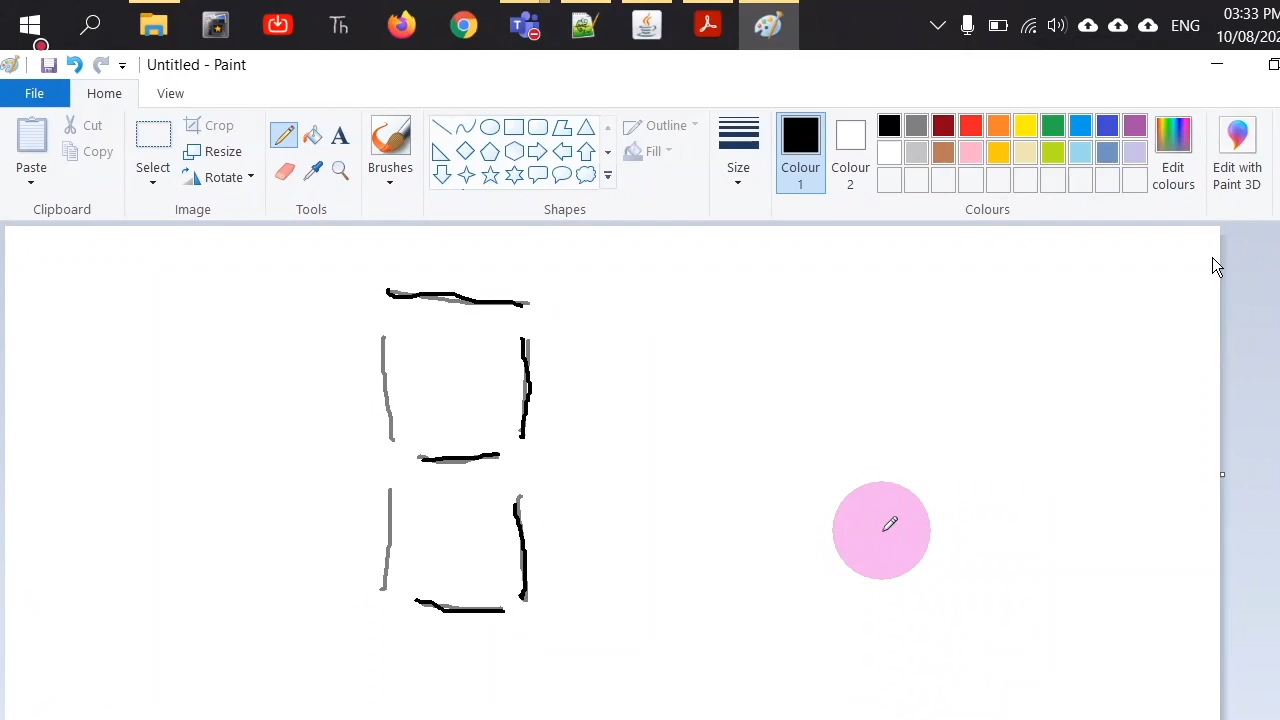 Th
ENG
03:33 PM
10/08/202
Untitled - Paint
File Home View
Paste
Cut
Copy
Clipboard
Select
Crop
Resize
Rotate
Image
A
Tools
Brushes
Outline
Fill
Shapes
Size
Colour 1
Colour 2
Edit colours
Colours
Edit with Paint 3D